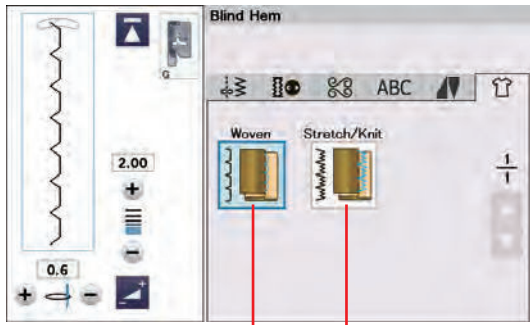 Blind Hem
G
ABC
Woven
Stretch/Knit
2.00
1
1
0.6